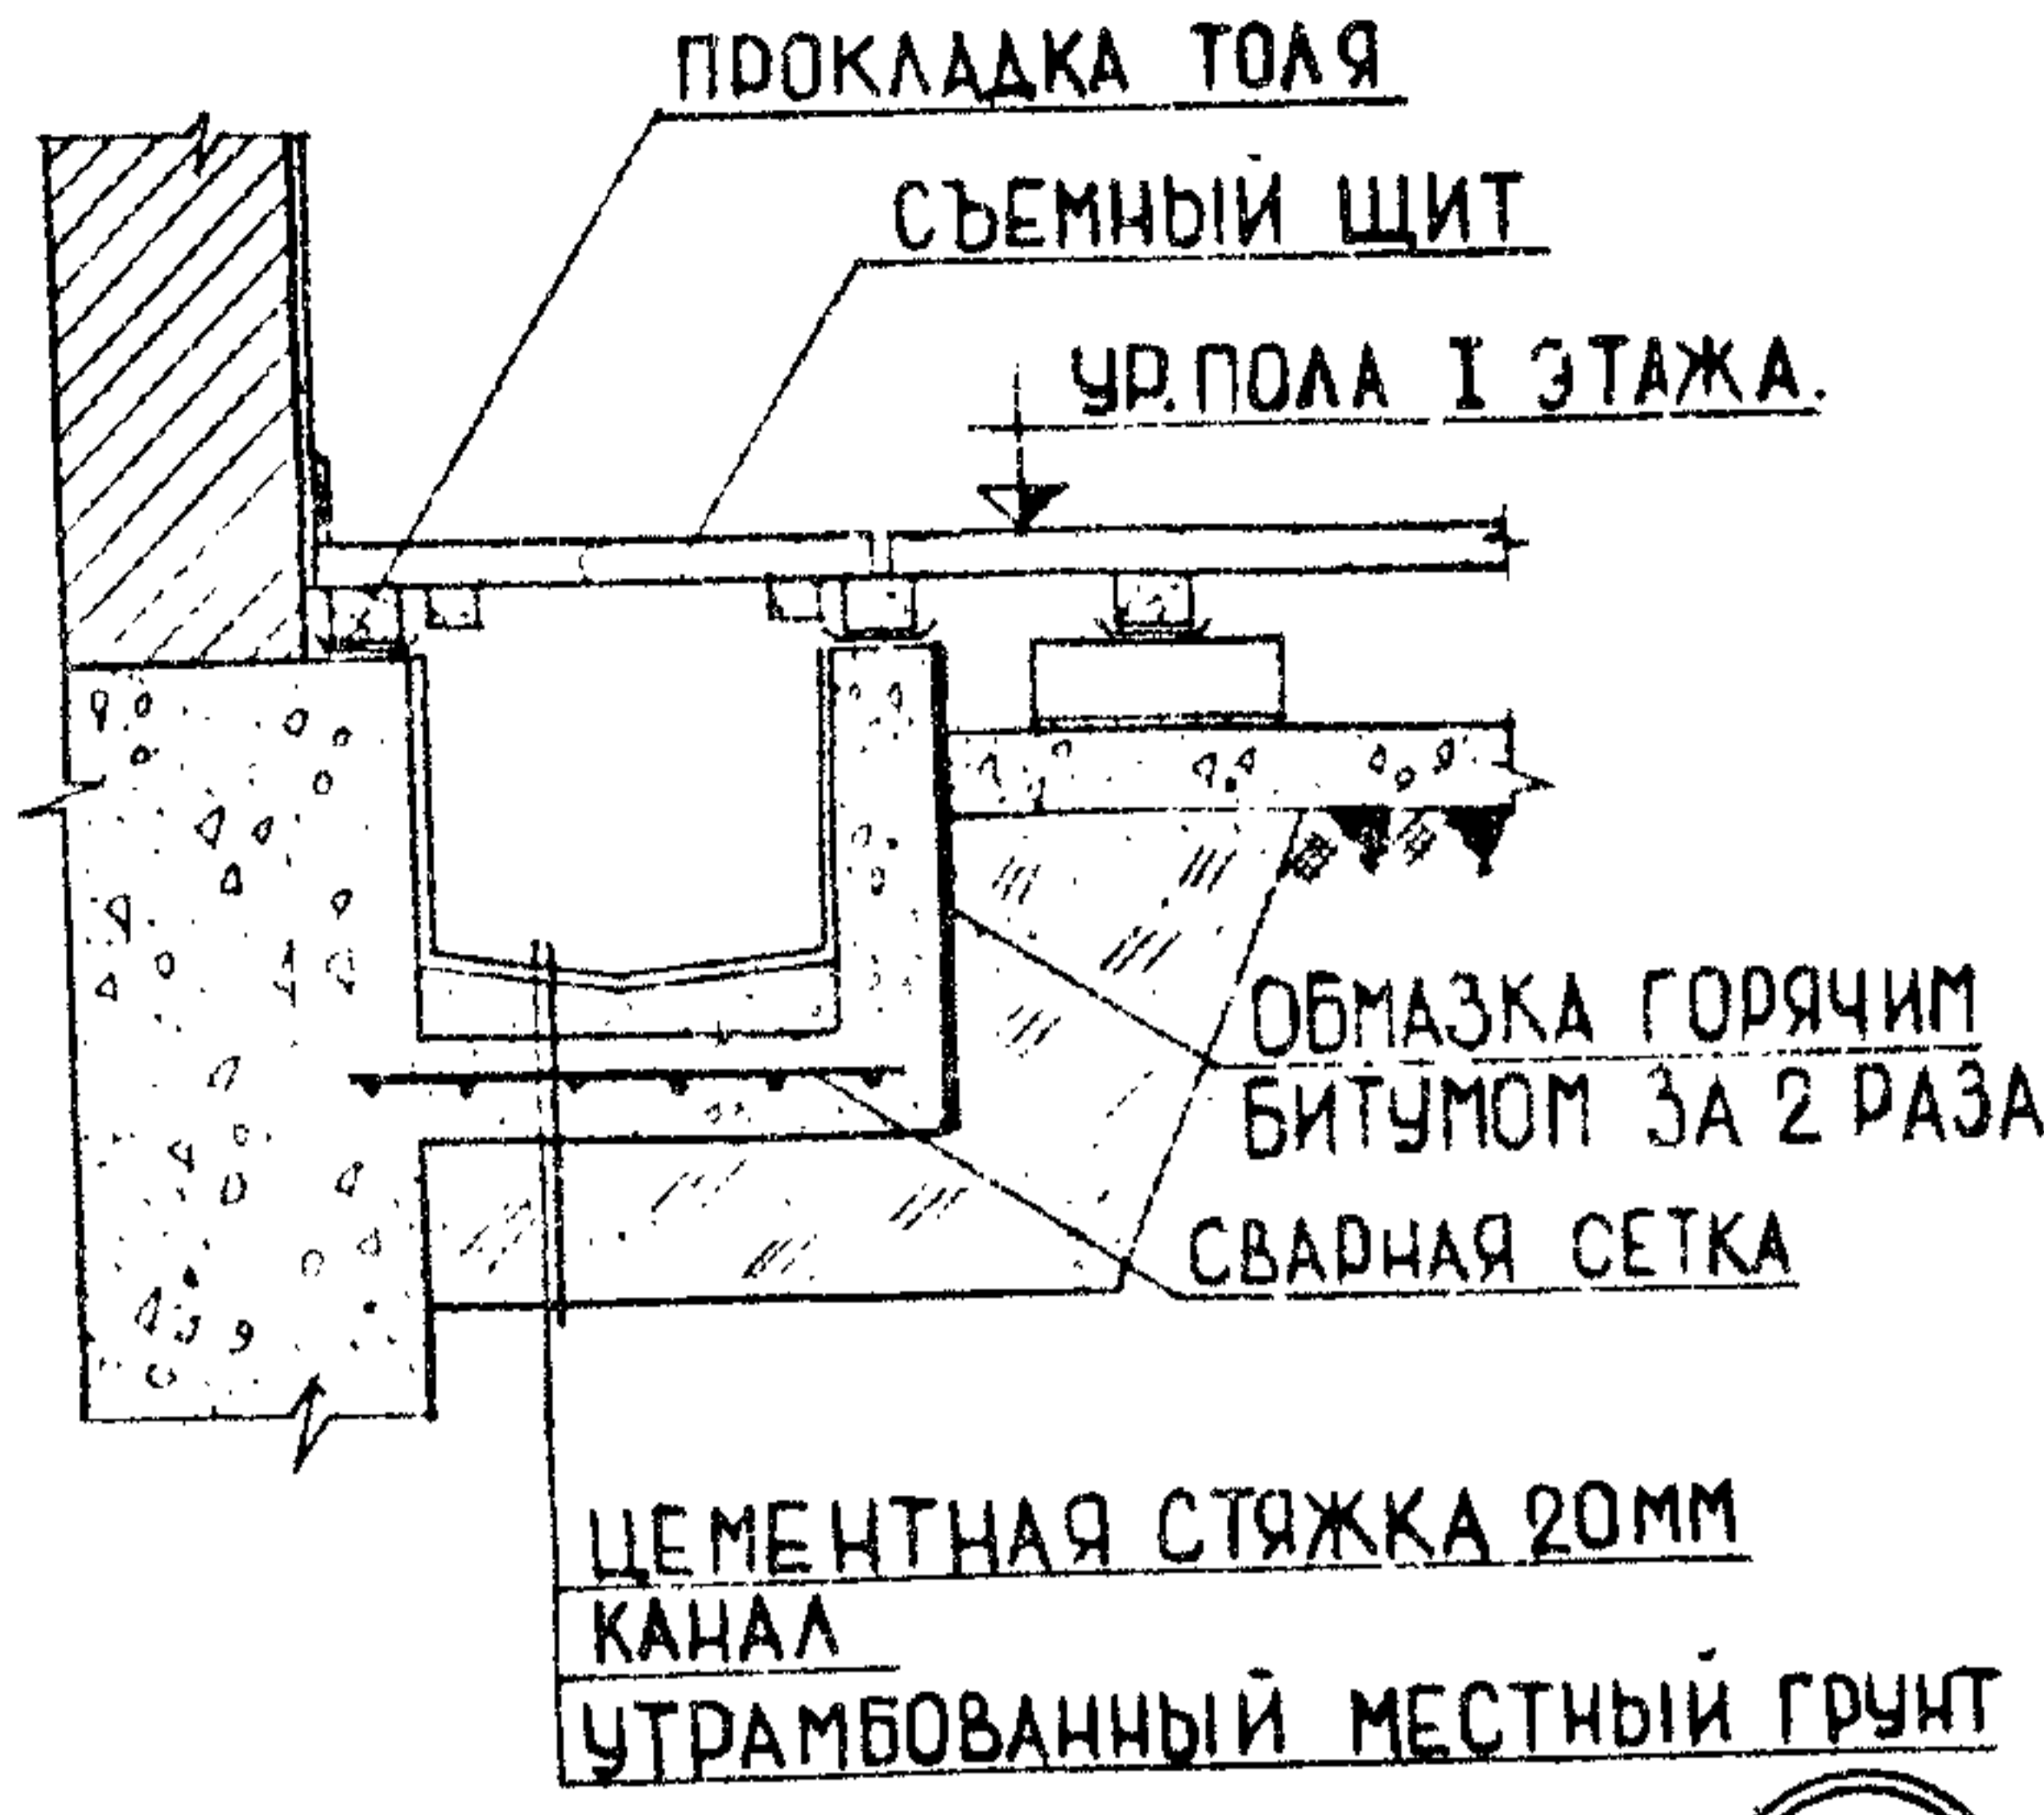 ПРОКЛАДКА ТОЛЯ
СЪЕМНЫЙ ЩИТ
УР. ПОЛА I ЭТАЖА.
ОБМАЗКА ГОРЯЧИМ
БИТУМОМ ЗА 2 РАЗА
СВАРНАЯ СЕТКА
ЦЕМЕНТНАЯ СТЯЖКА 20ММ
КАНАЛ
УТРАМБОВАННЫЙ МЕСТНЫЙ ГРУНТ